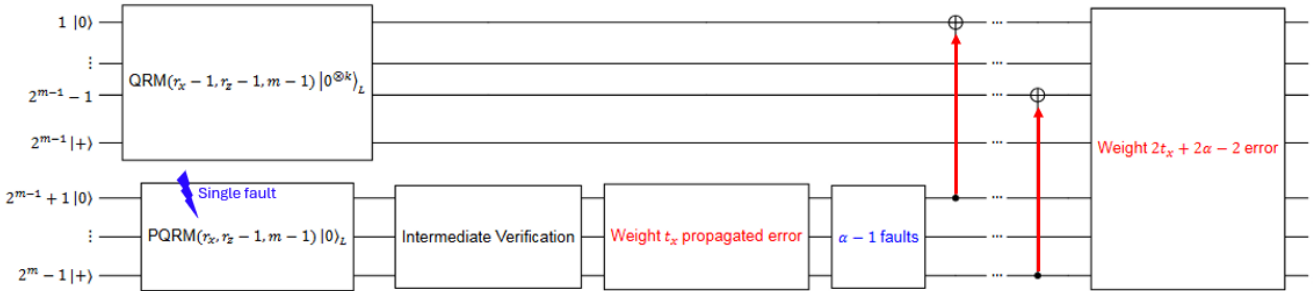 1 |0⟩
⋮
2^{m-1} − 1
2^{m-1} |+⟩
QRM(r_x − 1, r_z − 1, m − 1) |0^{⊗k}⟩_L
...
...
...
...
Single fault
2^{m-1} + 1 |0⟩
⋮
2^m − 1 |+⟩
PQRM(r_x, r_z − 1, m − 1) |0⟩_L
Intermediate Verification
Weight t_x propagated error
α − 1 faults
...
...
...
Weight 2t_x + 2α − 2 error